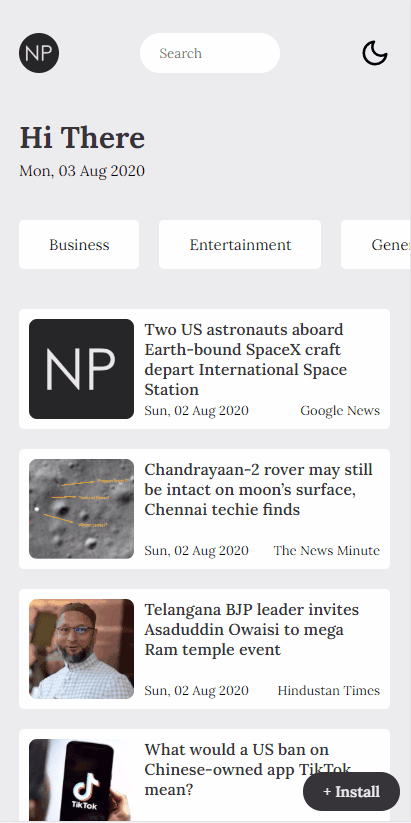 NP
Search
Hi There
Mon, 03 Aug 2020
Business
Entertainment
NP
Two US astronauts aboard
Earth-bound SpaceX craft
depart International Space
Station
Sun, 02 Aug 2020
Google News
Chandrayaan-2 rover may still
be intact on moon’s surface,
Chennai techie finds
Sun, 02 Aug 2020
The News Minute
Telangana BJP leader invites
Asaduddin Owaisi to mega
Ram temple event
Sun, 02 Aug 2020
Hindustan Times
TikTok
What would a US ban on
Chinese-owned app TikTok
mean?
+ Install